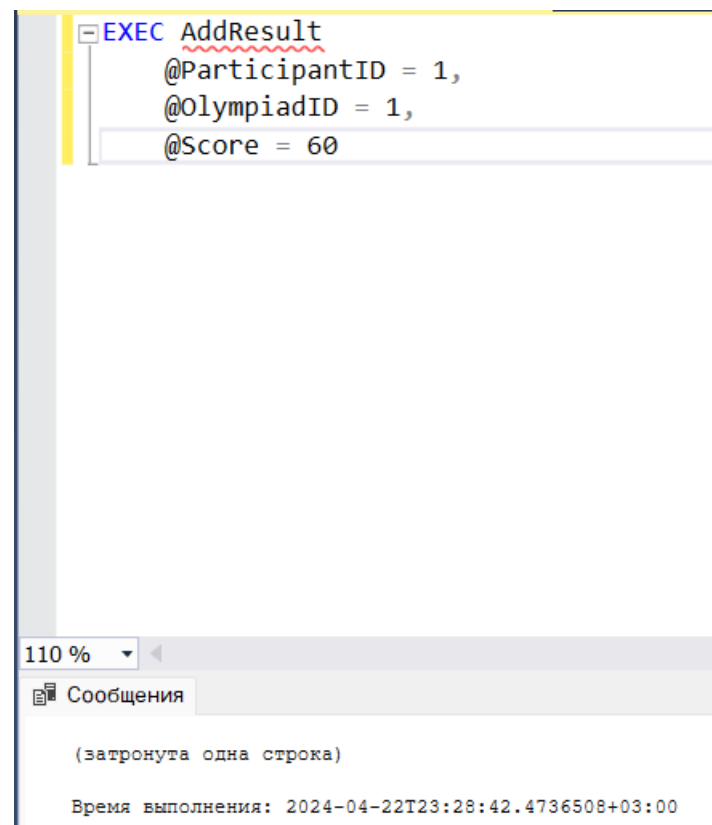 EXEC AddResult
@ParticipantID = 1,
@OlympiadID = 1,
@Score = 60
110 %
Сообщения
(затронута одна строка)
Время выполнения: 2024-04-22T23:28:42.4736508+03:00